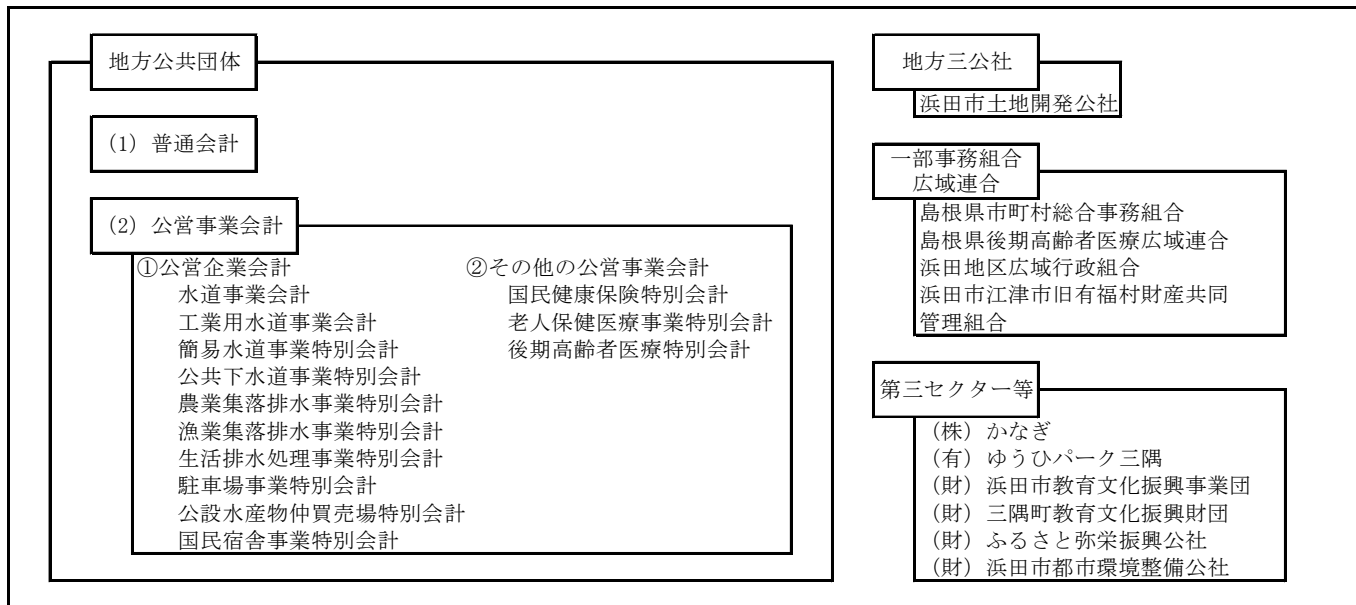 地方公共団体
(1) 普通会計
(2) 公営事業会計
①公営企業会計
水道事業会計
工業用水道事業会計
簡易水道事業特別会計
公共下水道事業特別会計
農業集落排水事業特別会計
漁業集落排水事業特別会計
生活排水処理事業特別会計
駐車場事業特別会計
公設水産物仲買売場特別会計
国民宿舎事業特別会計
②その他の公営事業会計
国民健康保険特別会計
老人保健医療事業特別会計
後期高齢者医療特別会計
地方三公社
浜田市土地開発公社
一部事務組合
広域連合
島根県市町村総合事務組合
島根県後期高齢者医療広域連合
浜田地区広域行政組合
浜田市江津市旧有福村財産共同
管理組合
第三セクター等
(株) かなぎ
(有) ゆうひパーク三隅
(財) 浜田市教育文化振興事業団
(財) 三隅町教育文化振興財団
(財) ふるさと弥栄振興公社
(財) 浜田市都市環境整備公社